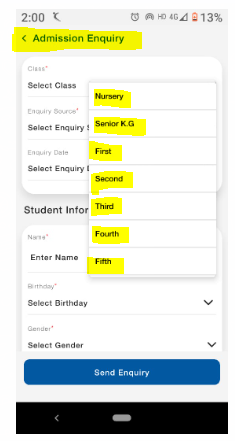 2:00 HD 4G 13%
< Admission Enquiry
Class*
Select Class
Nursery
Enquiry Source*
Senior K.G
Select Enquiry S
First
Enquiry Date
Second
Select Enquiry
Third
Student Infor
Fourth
Name*
Enter Name
Fifth
Birthday*
Select Birthday
Gender*
Select Gender
Send Enquiry